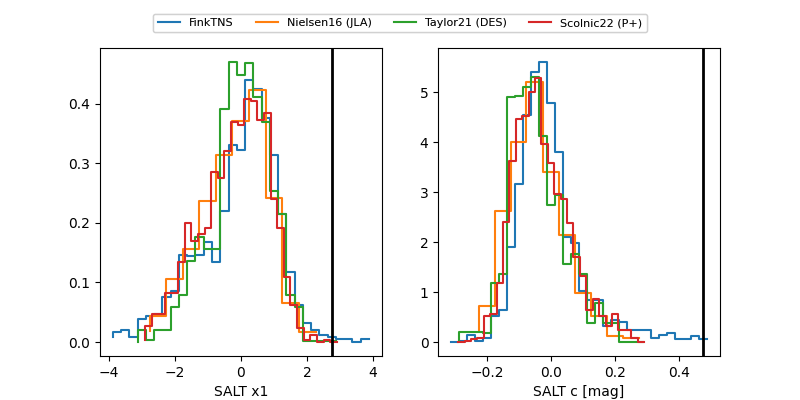 FinkTNS Nielsen16 (JLA) Taylor21 (DES) Scolnic22 (P+)
0.4
0.3
0.2
0.1
0.0
−4 −2 0 2 4
SALT x1
5
4
3
2
1
0
−0.2 0.0 0.2 0.4
SALT c [mag]